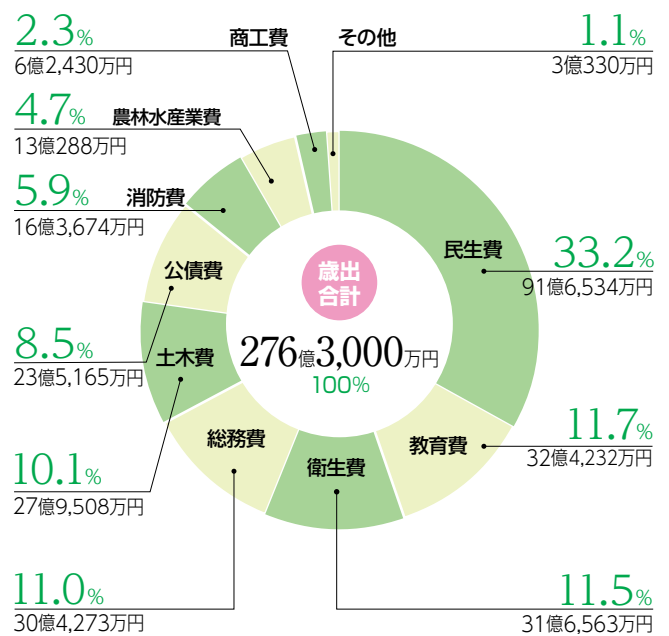 2.3%
商工費
6億2,430万円
その他
1.1%
3億330万円
4.7%
農林水産業費
13億288万円
5.9%
消防費
16億3,674万円
公債費
8.5%
23億5,165万円
土木費
10.1%
27億9,508万円
総務費
11.0%
30億4,273万円
歳出
合計
276億3,000万円
100%
民生費
33.2%
91億6,534万円
教育費
11.7%
32億4,232万円
衛生費
11.5%
31億6,563万円